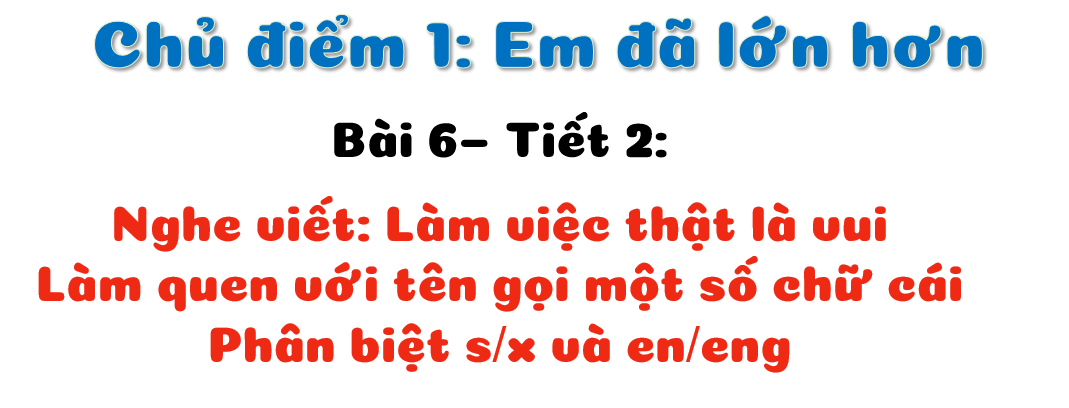 Chủ điểm 1: Em đã lớn hơn
Bài 6– Tiết 2:
Nghe viết: Làm việc thật là vui
Làm quen với tên gọi một số chữ cái
Phân biệt s/x và en/eng